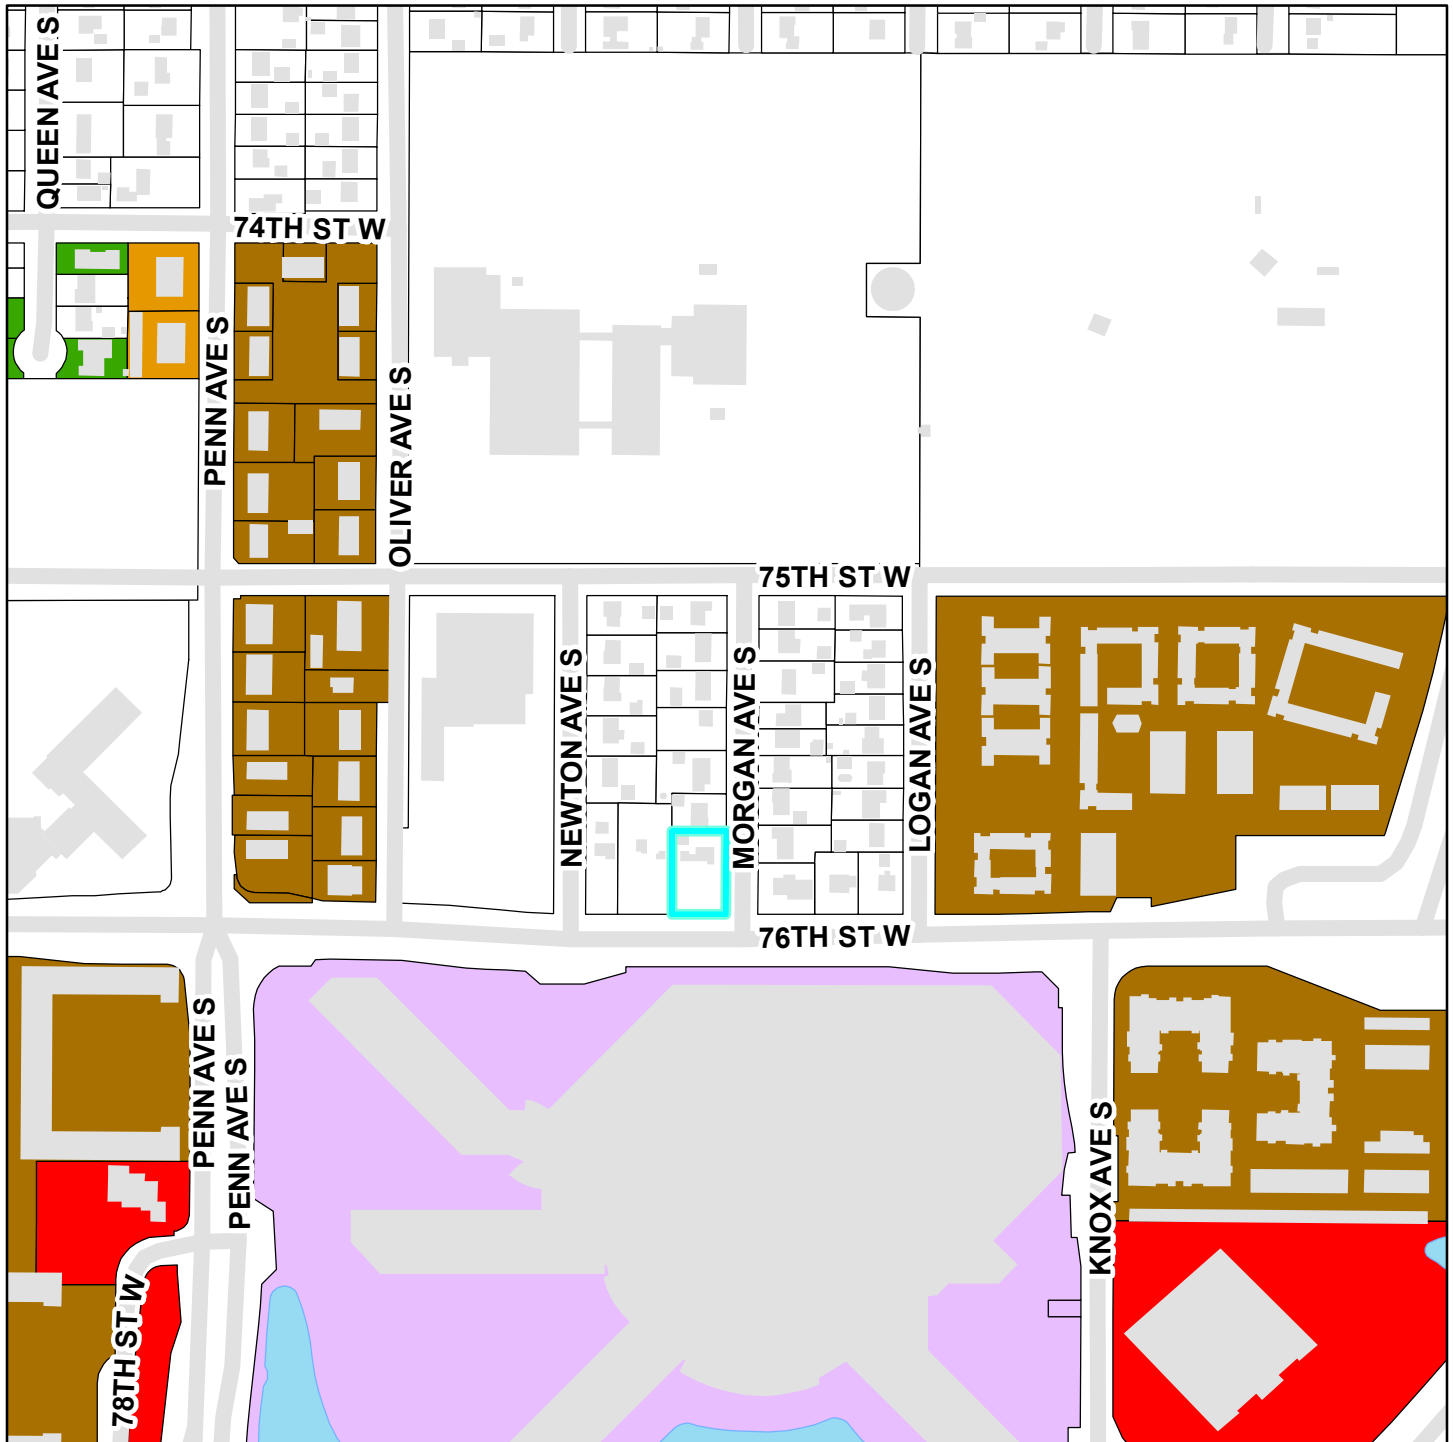 QUEEN AVE S
74TH ST W
PENN AVE S
OLIVER AVE S
75TH ST W
NEWTON AVE S
MORGAN AVE S
LOGAN AVE S
76TH ST W
PENN AVE S
PENN AVE S
KNOX AVE S
78TH ST W